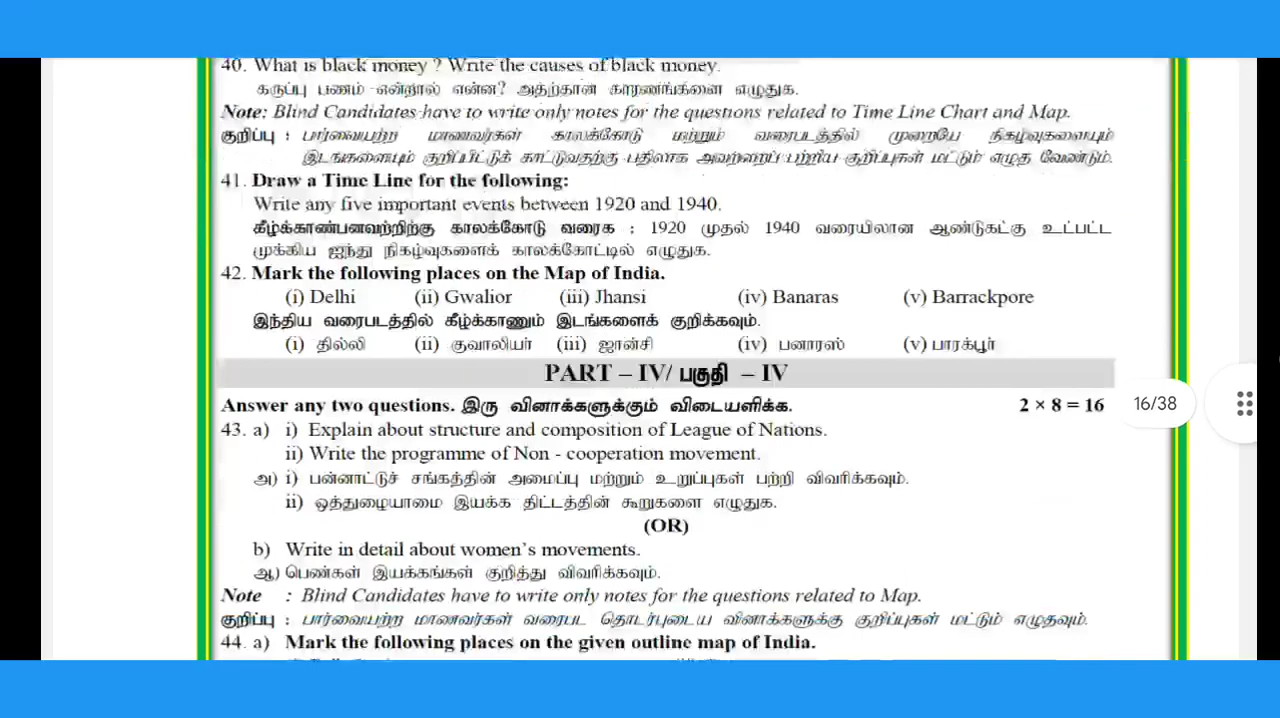 40. What is black money ? Write the causes of black money.
கருப்பு பணம் என்றால் என்ன? அதற்கான காரணங்களை எழுதுக.
Note: Blind Candidates have to write only notes for the questions related to Time Line Chart and Map.
குறிப்பு : பார்வையற்ற மாணவர்கள் காலக்கோடு மற்றும் வரைபடத்தில் முறையே நிகழ்வுகளையும்
இடங்களையும் குறிப்பிட்டுக் காட்டுவதற்கு பதிலாக அவற்றைப் பற்றிய குறிப்புகள் மட்டும் எழுத வேண்டும்.
41. Draw a Time Line for the following:
Write any five important events between 1920 and 1940.
கீழ்க்காண்பனவற்றிற்கு காலக்கோடு வரைக : 1920 முதல் 1940 வரையிலான ஆண்டுகட்கு உட்பட்ட
முக்கிய ஐந்து நிகழ்வுகளைக் காலக்கோட்டில் எழுதுக.
42. Mark the following places on the Map of India.
(i) Delhi (ii) Gwalior (iii) Jhansi (iv) Banaras (v) Barrackpore
இந்திய வரைபடத்தில் கீழ்க்காணும் இடங்களைக் குறிக்கவும்.
(i) தில்லி (ii) குவாலியர் (iii) ஜான்சி (iv) பனாரஸ் (v) பாரக்பூர்
PART – IV/ பகுதி – IV
Answer any two questions. இரு வினாக்களுக்கும் விடையளிக்க. 2 × 8 = 16
16/38
43. a) i) Explain about structure and composition of League of Nations.
ii) Write the programme of Non - cooperation movement.
அ) i) பன்னாட்டுச் சங்கத்தின் அமைப்பு மற்றும் உறுப்புகள் பற்றி விவரிக்கவும்.
ii) ஒத்துழையாமை இயக்க திட்டத்தின் கூறுகளை எழுதுக.
(OR)
b) Write in detail about women's movements.
ஆ) பெண்கள் இயக்கங்கள் குறித்து விவரிக்கவும்.
Note : Blind Candidates have to write only notes for the questions related to Map.
குறிப்பு : பார்வையற்ற மாணவர்கள் வரைபட தொடர்புடைய வினாக்களுக்கு குறிப்புகள் மட்டும் எழுதவும்.
44. a) Mark the following places on the given outline map of India.